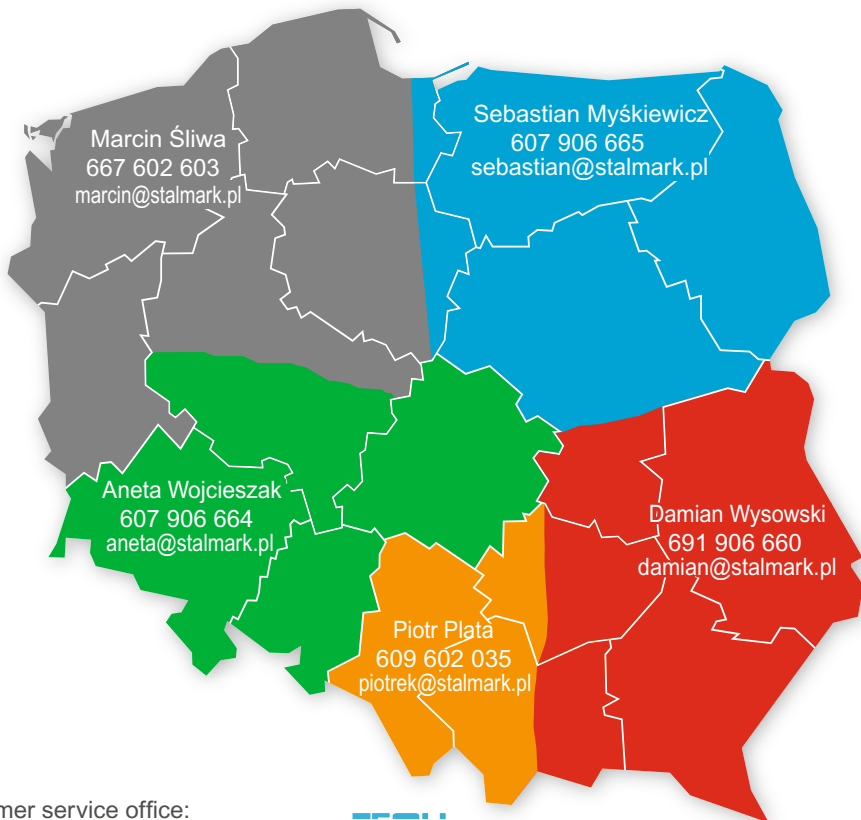 Sebastian Myśkiewicz
607 906 665
sebastian@stalmark.pl
Marcin Śliwa
667 602 603
marcin@stalmark.pl
Aneta Wojcieszak
607 906 664
aneta@stalmark.pl
Damian Wysowski
691 906 660
damian@stalmark.pl
Piotr Plata
609 602 035
piotrek@stalmark.pl
mer service office: